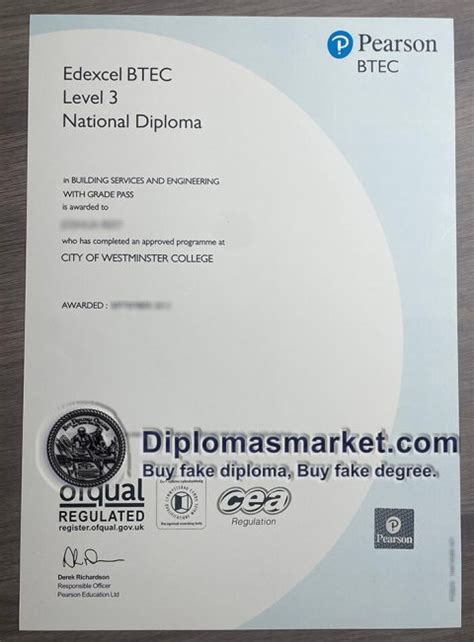 Pearson
BTEC
Edexcel BTEC
Level 3
National Diploma
in BUILDING SERVICES AND ENGINEERING
WITH GRADE PASS
is awarded to
who has completed an approved programme at
CITY OF WESTMINSTER COLLEGE
AWARDED :
Diplomasmarket.com
Buy fake diploma, Buy fake degree.
ofqual
REGULATED
register.ofqual.gov.uk
cea
Regulation
Pearson
Derek Richardson
Responsible Officer
Pearson Education Ltd